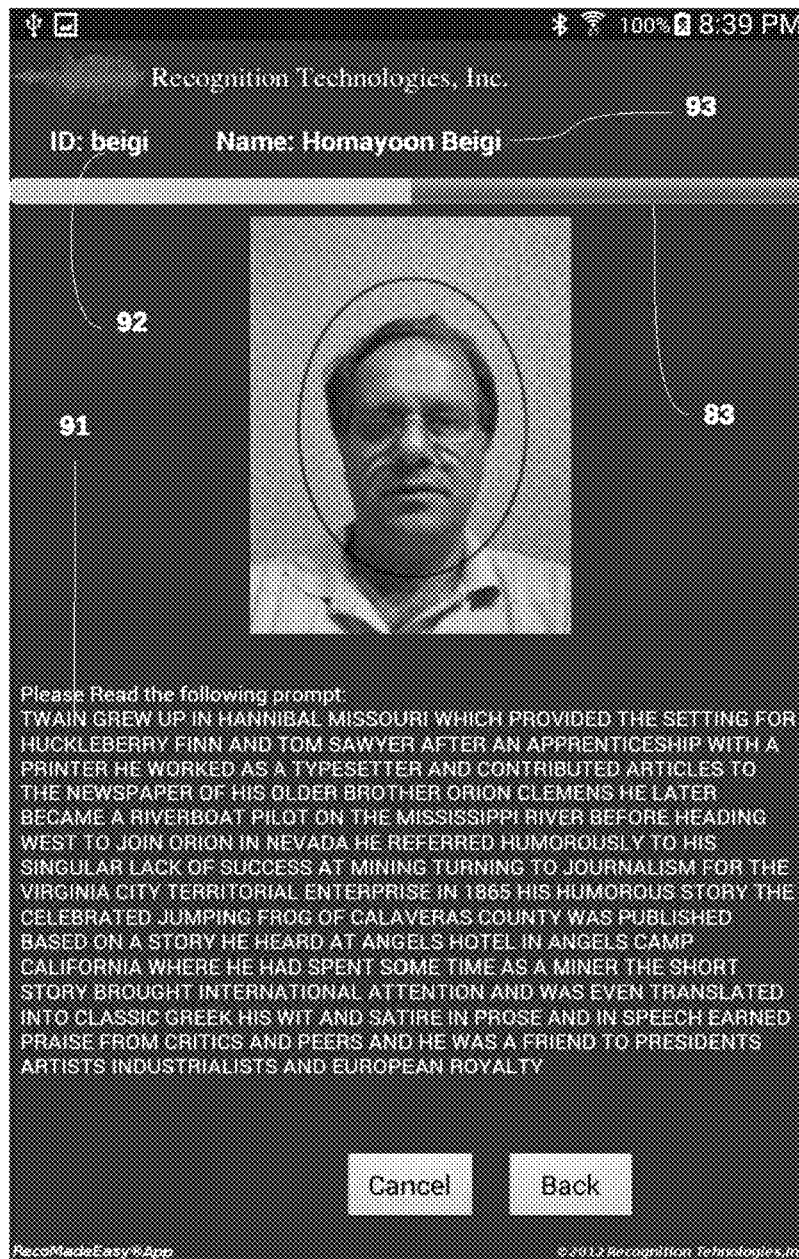 100% 8:39 PM
Recognition Technologies, Inc.
93
ID: beigi Name: Homayoon Beigi
92
83
91
Please Read the following prompt:
TWAIN GREW UP IN HANNIBAL MISSOURI WHICH PROVIDED THE SETTING FOR
HUCKLEBERRY FINN AND TOM SAWYER AFTER AN APPRENTICESHIP WITH A
PRINTER HE WORKED AS A TYPESETTER AND CONTRIBUTED ARTICLES TO
THE NEWSPAPER OF HIS OLDER BROTHER ORION CLEMENS HE LATER
BECAME A RIVERBOAT PILOT ON THE MISSISSIPPI RIVER BEFORE HEADING
WEST TO JOIN ORION IN NEVADA HE REFERRED HUMOROUSLY TO HIS
SINGULAR LACK OF SUCCESS AT MINING TURNING TO JOURNALISM FOR THE
VIRGINIA CITY TERRITORIAL ENTERPRISE IN 1865 HIS HUMOROUS STORY THE
CELEBRATED JUMPING FROG OF CALAVERAS COUNTY WAS PUBLISHED
BASED ON A STORY HE HEARD AT ANGELS HOTEL IN ANGELS CAMP
CALIFORNIA WHERE HE HAD SPENT SOME TIME AS A MINER THE SHORT
STORY BROUGHT INTERNATIONAL ATTENTION AND WAS EVEN TRANSLATED
INTO CLASSIC GREEK HIS WIT AND SATIRE IN PROSE AND IN SPEECH EARNED
PRAISE FROM CRITICS AND PEERS AND HE WAS A FRIEND TO PRESIDENTS
ARTISTS INDUSTRIALISTS AND EUROPEAN ROYALTY
Cancel Back
RecoMadeEasy®App © 2012 Recognition